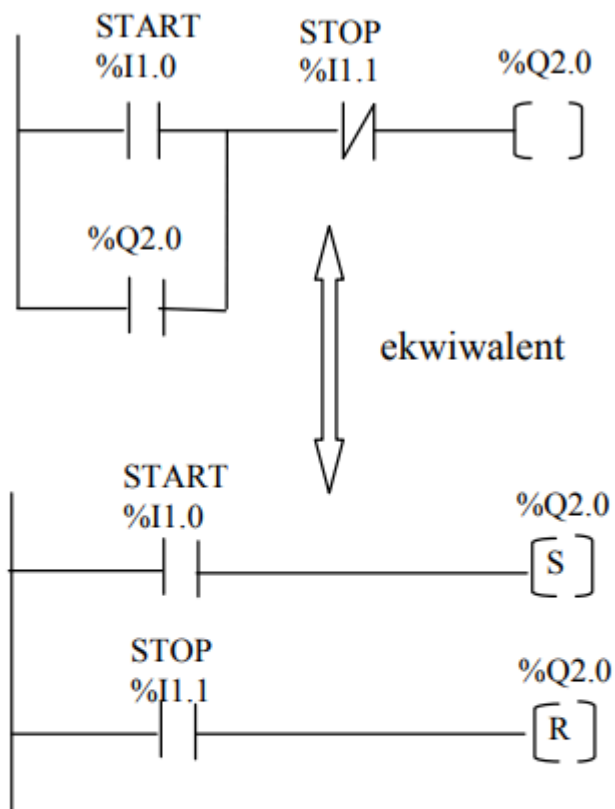 START
%I1.0
STOP
%I1.1
%Q2.0
%Q2.0
ekwiwalent
START
%I1.0
%Q2.0
S
STOP
%I1.1
%Q2.0
R